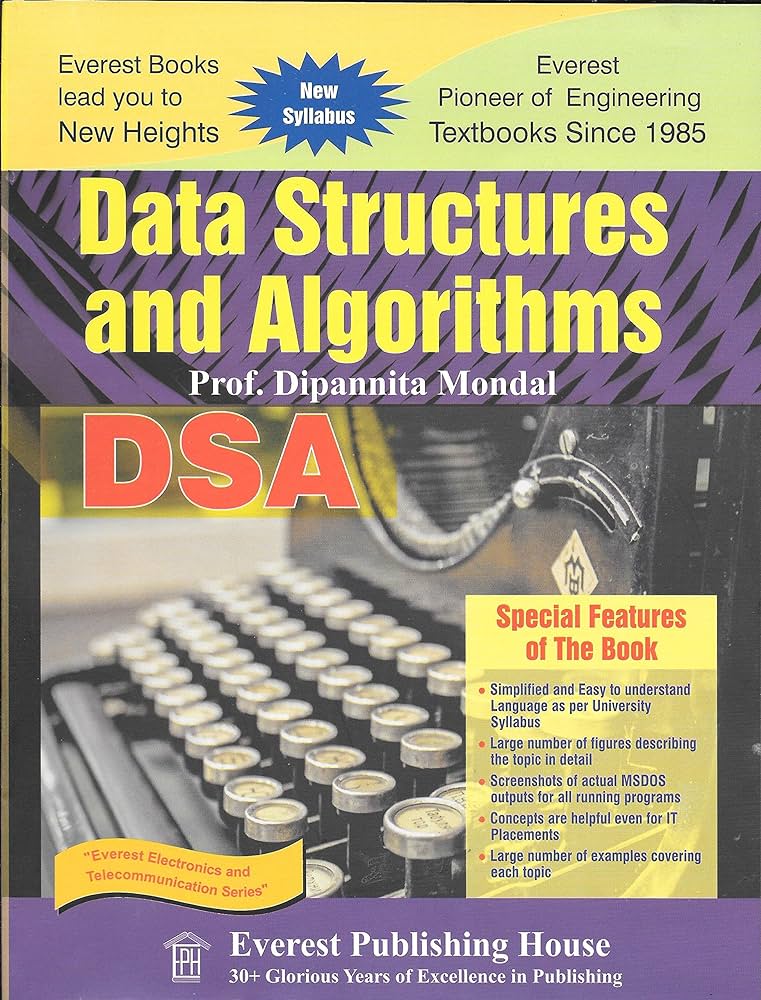 Everest Books
lead you to
New Heights
New
Syllabus
Everest
Pioneer of Engineering
Textbooks Since 1985
Data Structures
and Algorithms
Prof. Dipannita Mondal
DSA
Special Features
of The Book
• Simplified and Easy to understand
Language as per University
Syllabus
• Large number of figures describing
the topic in detail
• Screenshots of actual MSDOS
outputs for all running programs
• Concepts are helpful even for IT
Placements
• Large number of examples covering
each topic
"Everest Electronics and
Telecommunication Series"
EPH
Everest Publishing House
30+ Glorious Years of Excellence in Publishing